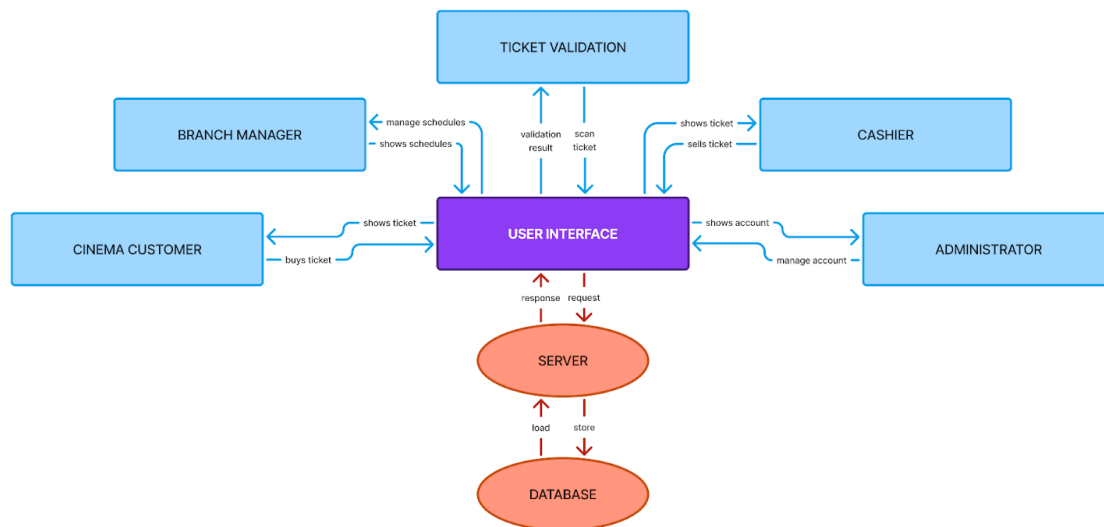 TICKET VALIDATION
BRANCH MANAGER
manage schedules
shows schedules
validation
result
scan
ticket
shows ticket
sells ticket
CASHIER
CINEMA CUSTOMER
shows ticket
buys ticket
USER INTERFACE
shows account
manage account
ADMINISTRATOR
response
request
SERVER
load
store
DATABASE